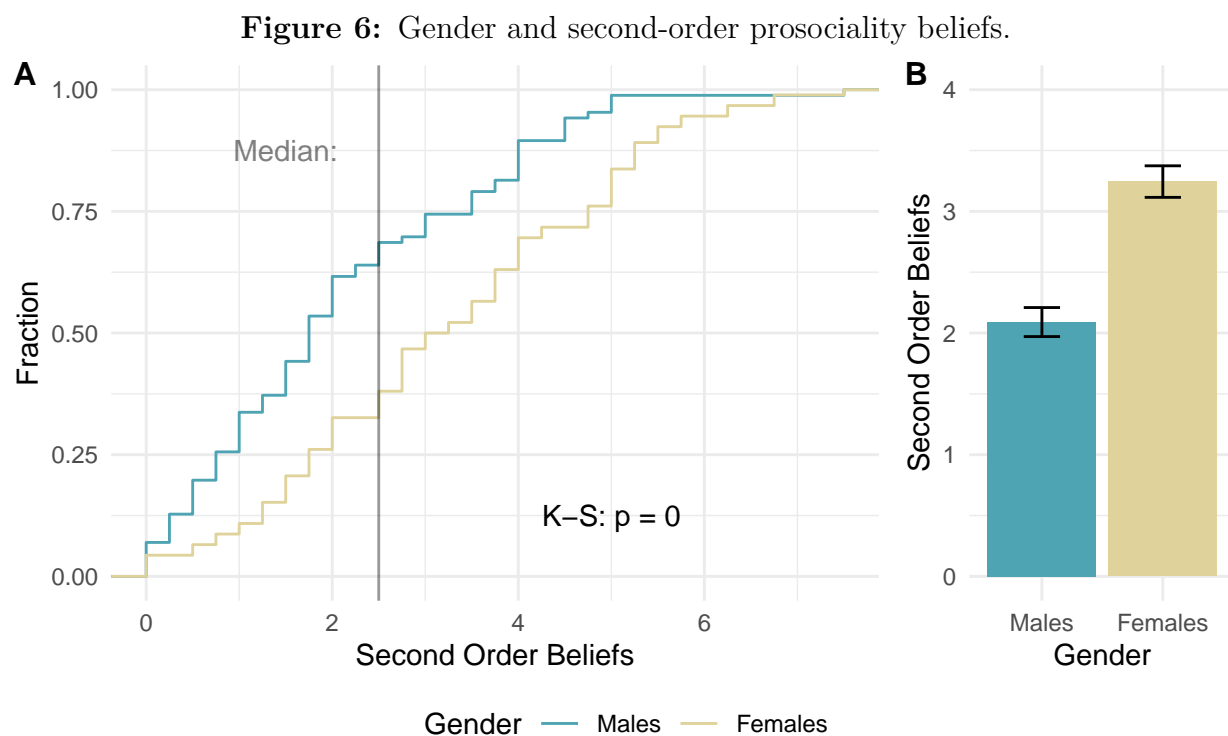 Figure 6: Gender and second-order prosociality beliefs.
A
Fraction
1.00
0.75
0.50
0.25
0.00
Median:
K−S: p = 0
0 2 4 6
Second Order Beliefs
B
Second Order Beliefs
4
3
2
1
0
Males Females
Gender
Gender Males Females